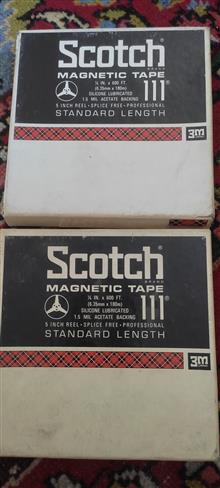 Scotch
BRAND
MAGNETIC TAPE
111®
¼ IN. x 600 FT.
(6.35mm x 180m)
SILICONE LUBRICATED
1.5 MIL ACETATE BACKING
5 INCH REEL • SPLICE FREE • PROFESSIONAL
STANDARD LENGTH
3M
Scotch
BRAND
MAGNETIC TAPE
111®
¼ IN. x 600 FT.
(6.35mm x 180m)
SILICONE LUBRICATED
1.5 MIL ACETATE BACKING
5 INCH REEL • SPLICE FREE • PROFESSIONAL
STANDARD LENGTH
3M